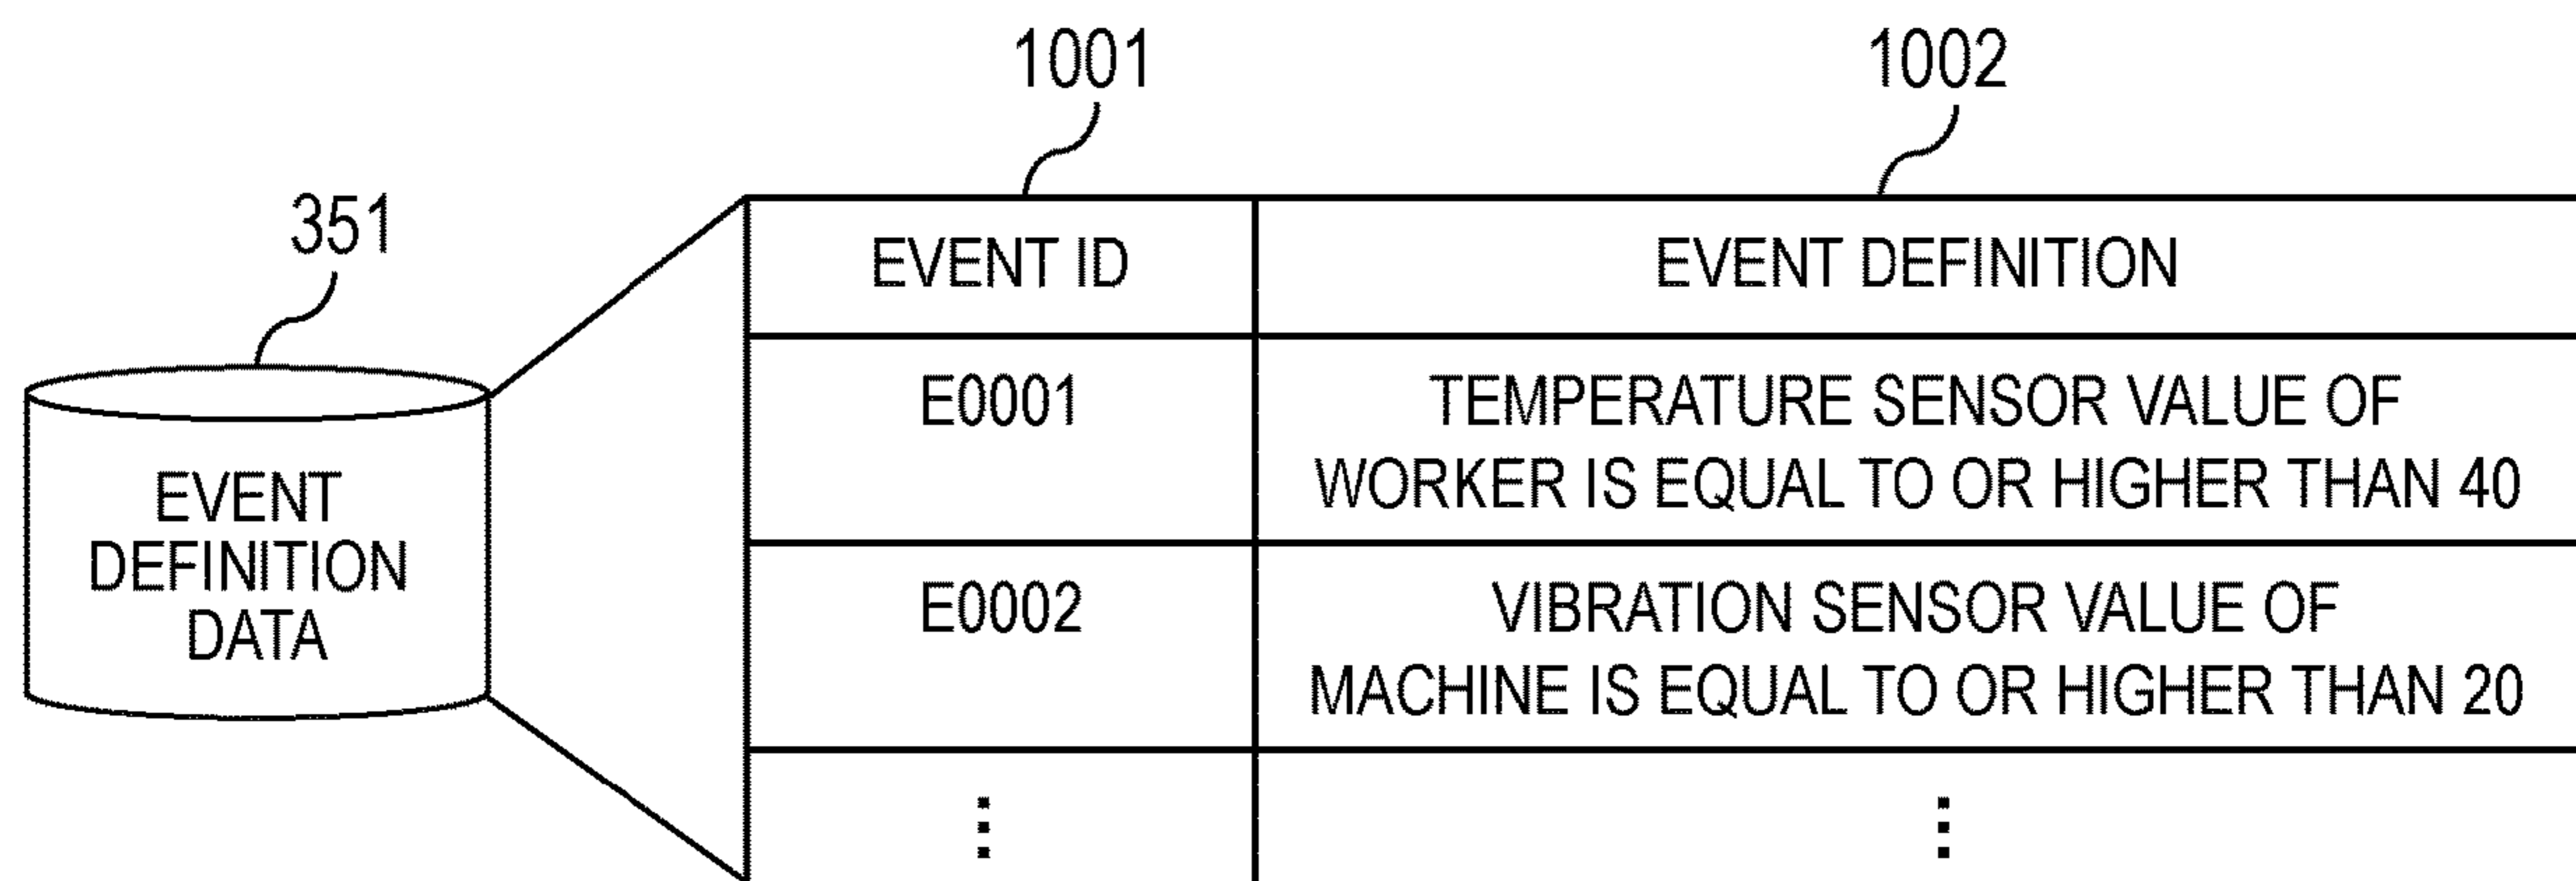 1001
1002
351
EVENT ID
EVENT DEFINITION
E0001
TEMPERATURE SENSOR VALUE OF
WORKER IS EQUAL TO OR HIGHER THAN 40
EVENT
DEFINITION
DATA
E0002
VIBRATION SENSOR VALUE OF
MACHINE IS EQUAL TO OR HIGHER THAN 20